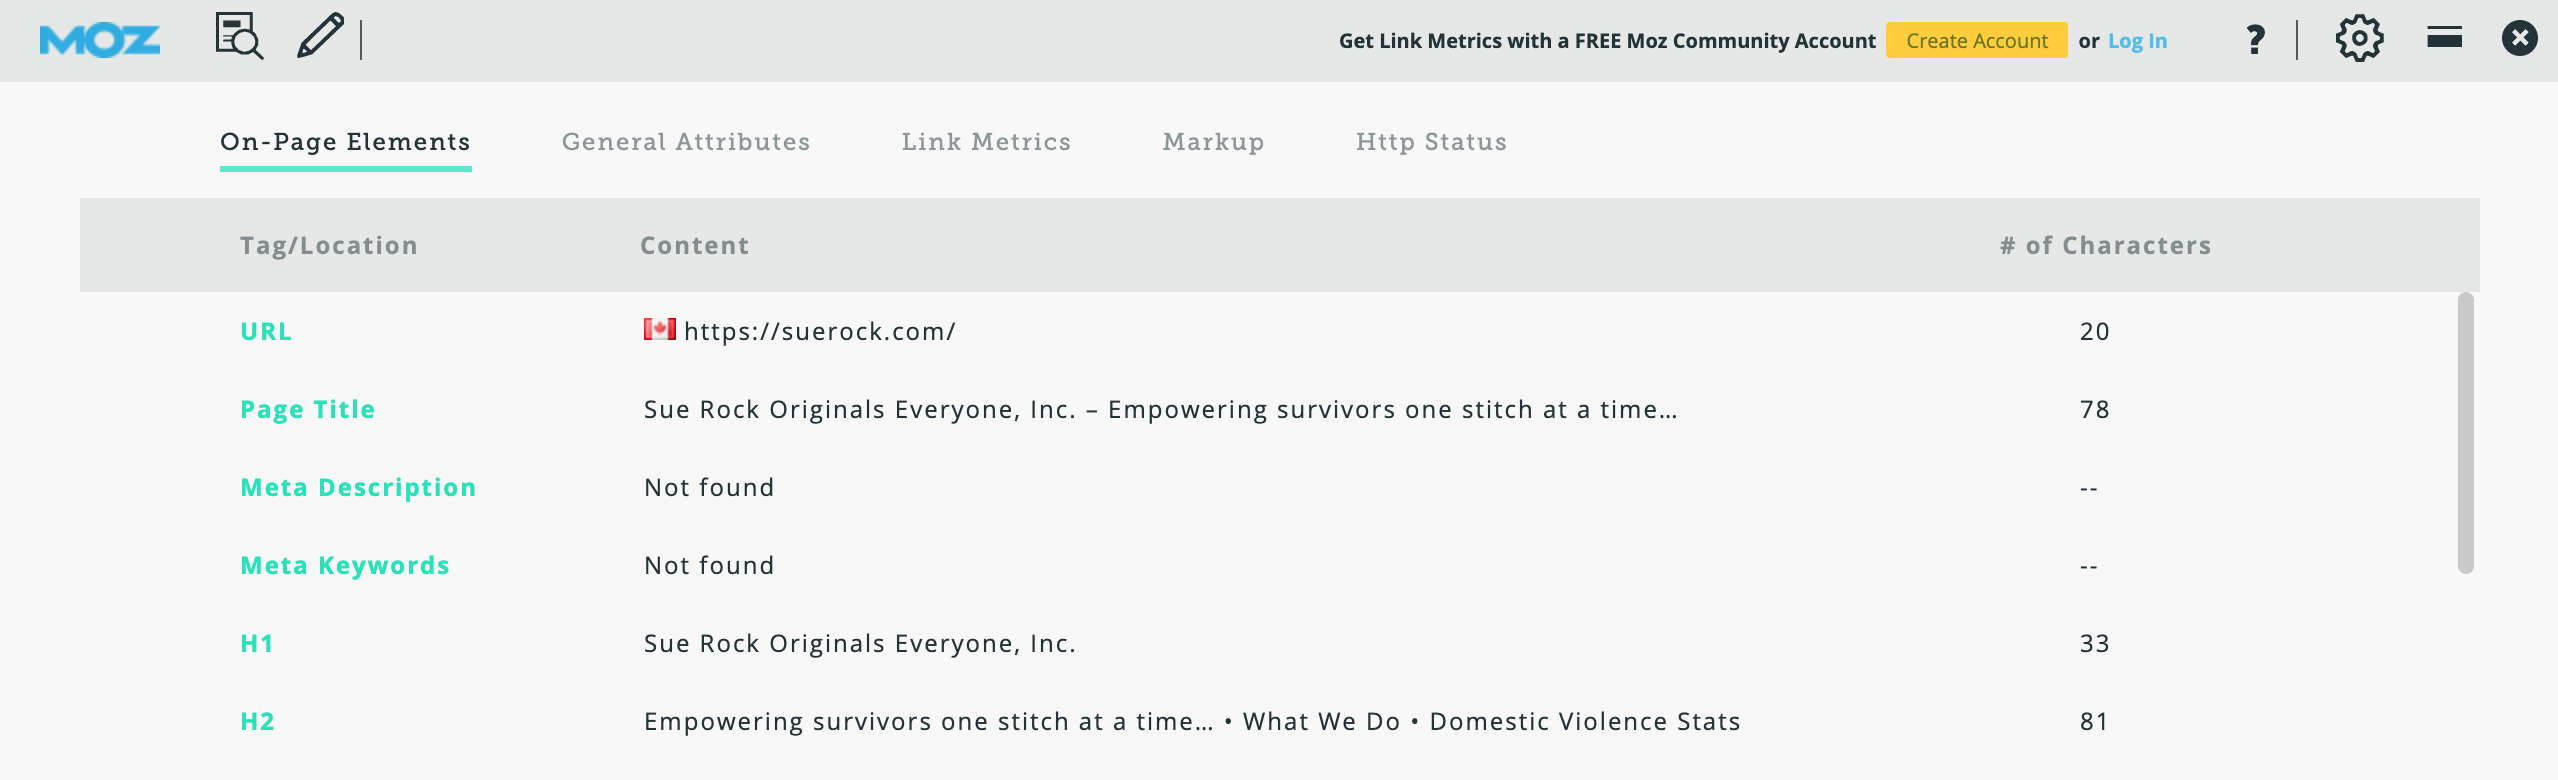 MOZ
Get Link Metrics with a FREE Moz Community Account Create Account or Log In ?
On-Page Elements General Attributes Link Metrics Markup Http Status
Tag/Location Content # of Characters
URL https://suerock.com/ 20
Page Title Sue Rock Originals Everyone, Inc. – Empowering survivors one stitch at a time… 78
Meta Description Not found --
Meta Keywords Not found --
H1 Sue Rock Originals Everyone, Inc. 33
H2 Empowering survivors one stitch at a time… • What We Do • Domestic Violence Stats 81